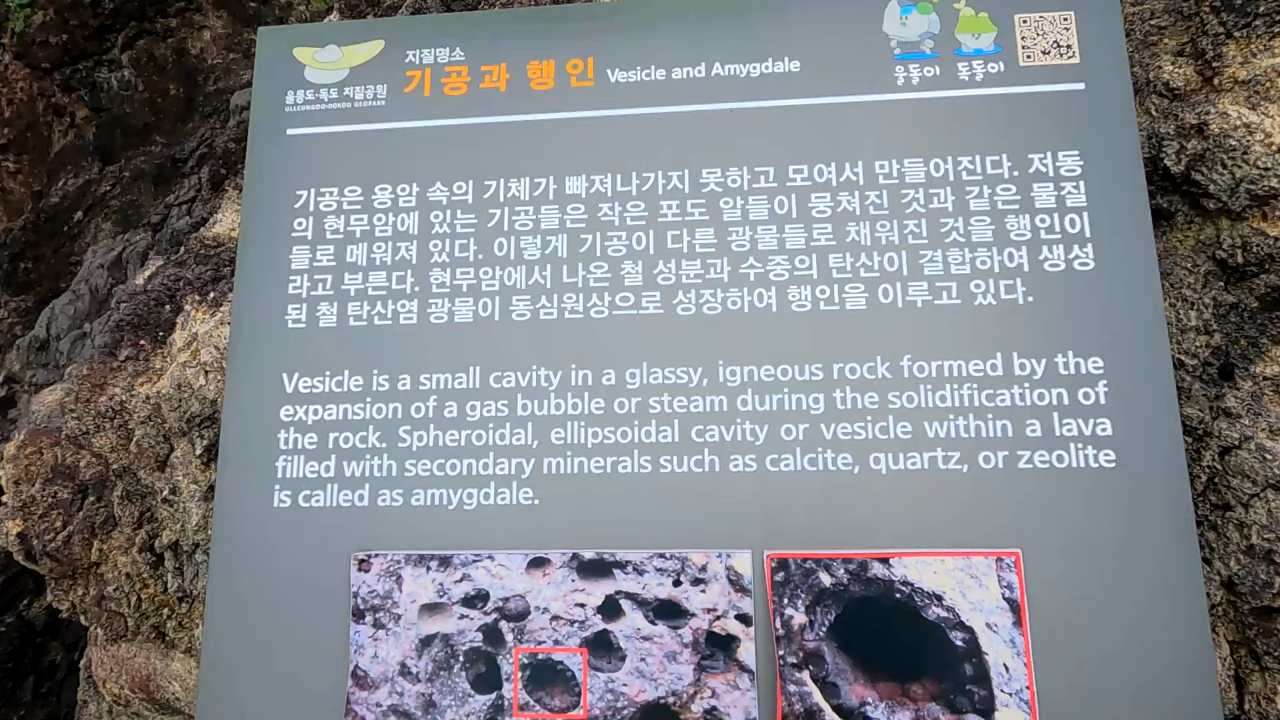 지질명소
기공과 행인 Vesicle and Amygdale
울릉도·독도 지질공원
ULLEUNGDO·DOKDO GEOPARK
울돌이 독돌이
기공은 용암 속의 기체가 빠져나가지 못하고 모여서 만들어진다. 저동
의 현무암에 있는 기공들은 작은 포도 알들이 뭉쳐진 것과 같은 물질
들로 메워져 있다. 이렇게 기공이 다른 광물들로 채워진 것을 행인이
라고 부른다. 현무암에서 나온 철 성분과 수중의 탄산이 결합하여 생성
된 철 탄산염 광물이 동심원상으로 성장하여 행인을 이루고 있다.
Vesicle is a small cavity in a glassy, igneous rock formed by the
expansion of a gas bubble or steam during the solidification of
the rock. Spheroidal, ellipsoidal cavity or vesicle within a lava
filled with secondary minerals such as calcite, quartz, or zeolite
is called as amygdale.